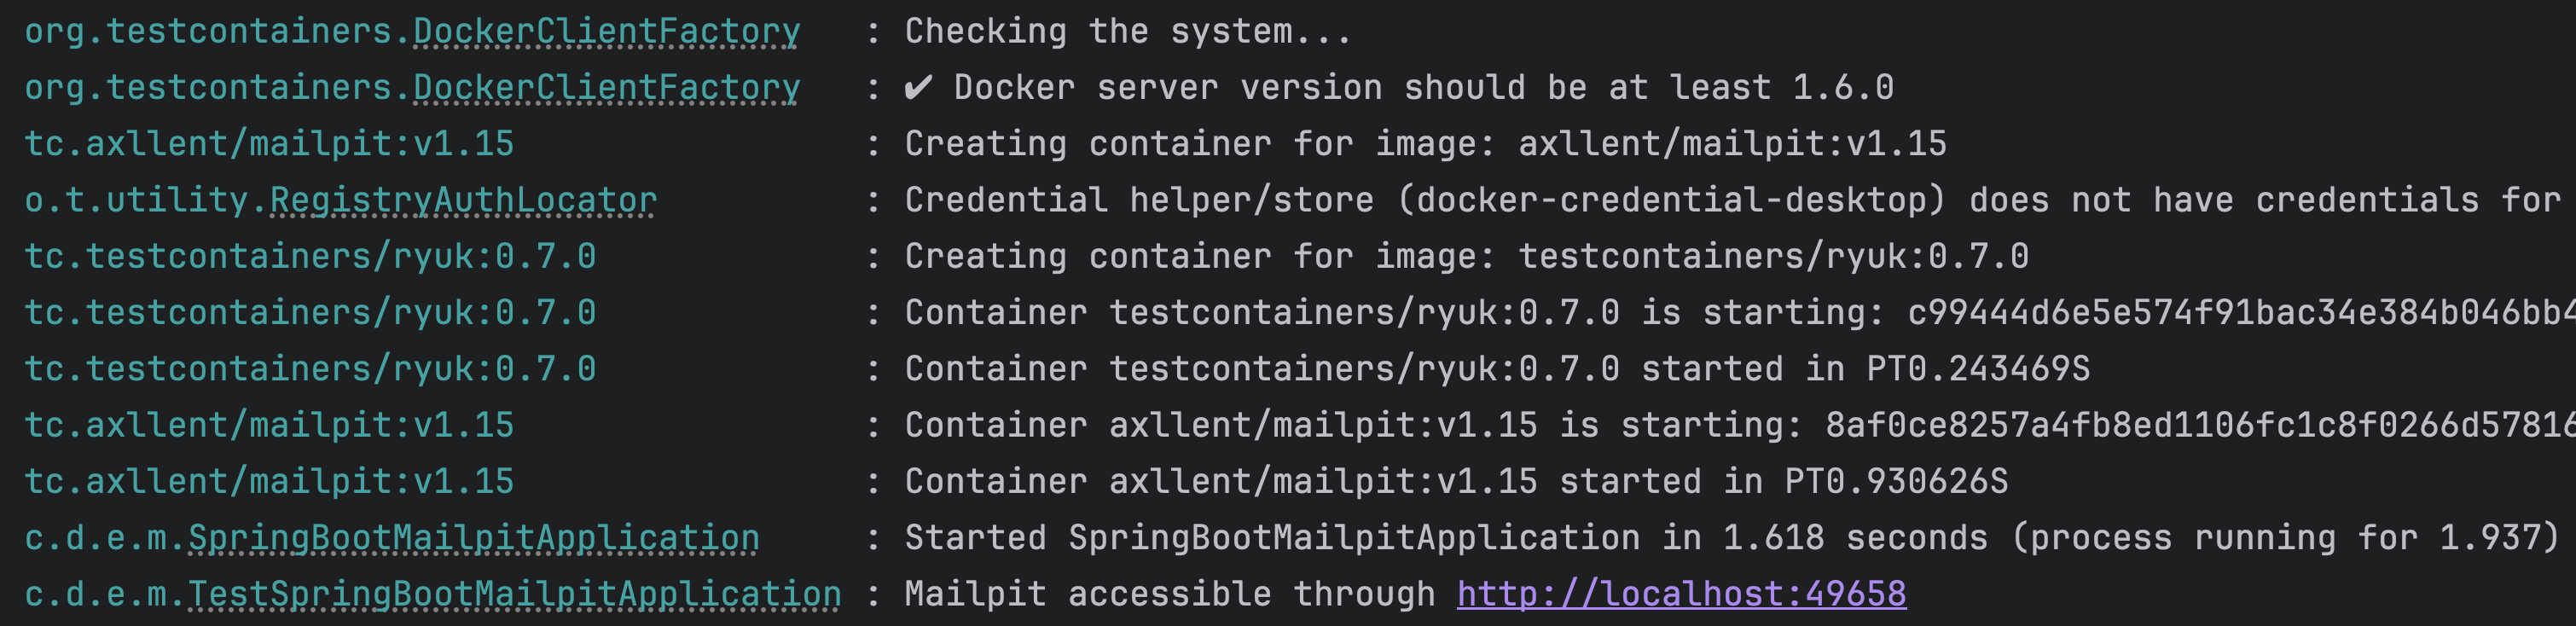 org.testcontainers.DockerClientFactory : Checking the system...
org.testcontainers.DockerClientFactory : ✔ Docker server version should be at least 1.6.0
tc.axllent/mailpit:v1.15 : Creating container for image: axllent/mailpit:v1.15
o.t.utility.RegistryAuthLocator : Credential helper/store (docker-credential-desktop) does not have credentials for
tc.testcontainers/ryuk:0.7.0 : Creating container for image: testcontainers/ryuk:0.7.0
tc.testcontainers/ryuk:0.7.0 : Container testcontainers/ryuk:0.7.0 is starting: c99444d6e5e574f91bac34e384b046bb4
tc.testcontainers/ryuk:0.7.0 : Container testcontainers/ryuk:0.7.0 started in PT0.243469S
tc.axllent/mailpit:v1.15 : Container axllent/mailpit:v1.15 is starting: 8af0ce8257a4fb8ed1106fc1c8f0266d57816
tc.axllent/mailpit:v1.15 : Container axllent/mailpit:v1.15 started in PT0.930626S
c.d.e.m.SpringBootMailpitApplication : Started SpringBootMailpitApplication in 1.618 seconds (process running for 1.937)
c.d.e.m.TestSpringBootMailpitApplication : Mailpit accessible through http://localhost:49658